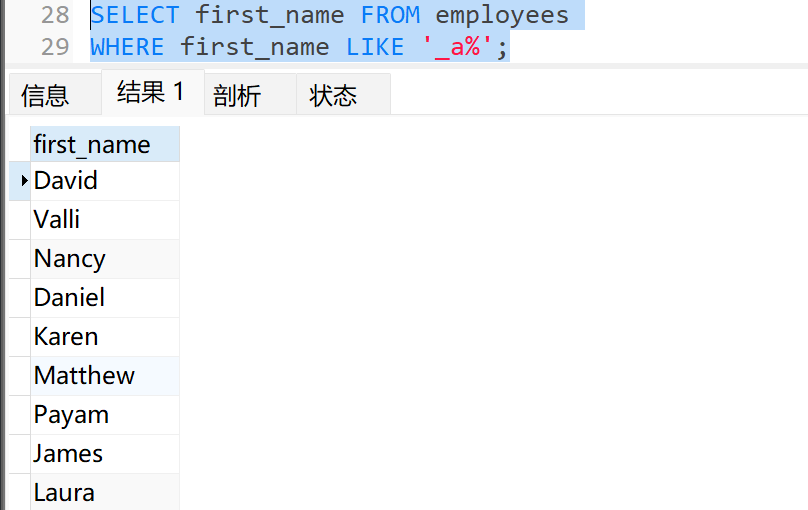 28 SELECT first_name FROM employees
29 WHERE first_name LIKE '_a%';
信息 结果 1 剖析 状态
first_name
David
Valli
Nancy
Daniel
Karen
Matthew
Payam
James
Laura